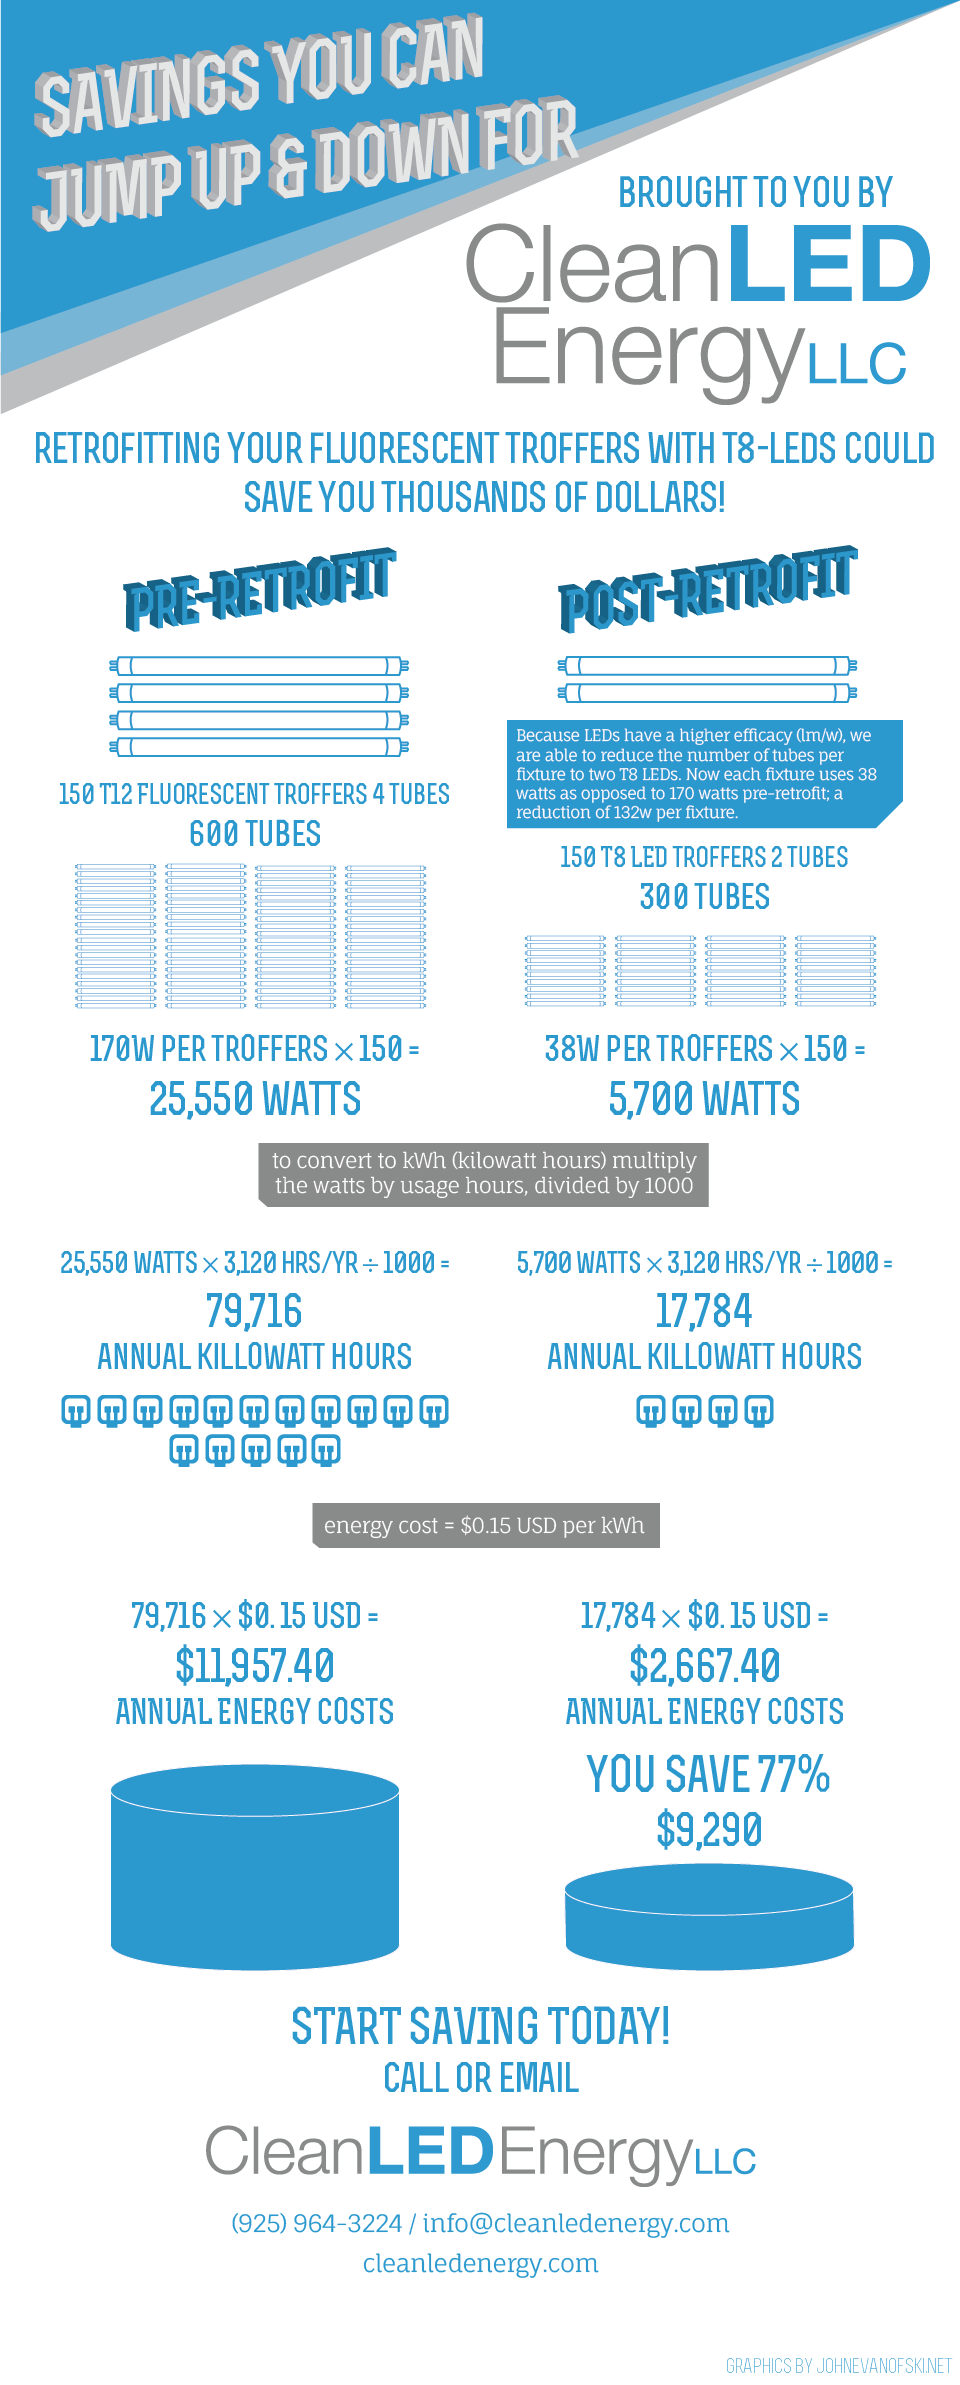 SAVINGS YOU CAN
JUMP UP & DOWN FOR
BROUGHT TO YOU BY
CleanLED
EnergyLLC
RETROFITTING YOUR FLUORESCENT TROFFERS WITH T8-LEDS COULD
SAVE YOU THOUSANDS OF DOLLARS!
PRE-RETROFIT
150 T12 FLUORESCENT TROFFERS 4 TUBES
600 TUBES
170W PER TROFFERS × 150 =
25,550 WATTS
POST-RETROFIT
Because LEDs have a higher efficacy (lm/w), we
are able to reduce the number of tubes per
fixture to two T8 LEDs. Now each fixture uses 38
watts as opposed to 170 watts pre-retrofit; a
reduction of 132w per fixture.
150 T8 LED TROFFERS 2 TUBES
300 TUBES
38W PER TROFFERS × 150 =
5,700 WATTS
to convert to kWh (kilowatt hours) multiply
the watts by usage hours, divided by 1000
25,550 WATTS × 3,120 HRS/YR ÷ 1000 =
79,716
ANNUAL KILLOWATT HOURS
5,700 WATTS × 3,120 HRS/YR ÷ 1000 =
17,784
ANNUAL KILLOWATT HOURS
energy cost = $0.15 USD per kWh
79,716 × $0.15 USD =
$11,957.40
ANNUAL ENERGY COSTS
17,784 × $0.15 USD =
$2,667.40
ANNUAL ENERGY COSTS
YOU SAVE 77%
$9,290
START SAVING TODAY!
CALL OR EMAIL
CleanLEDEnergyLLC
(925) 964-3224 / info@cleanledenergy.com
cleanledenergy.com
GRAPHICS BY JOHNEVANOFSKI.NET